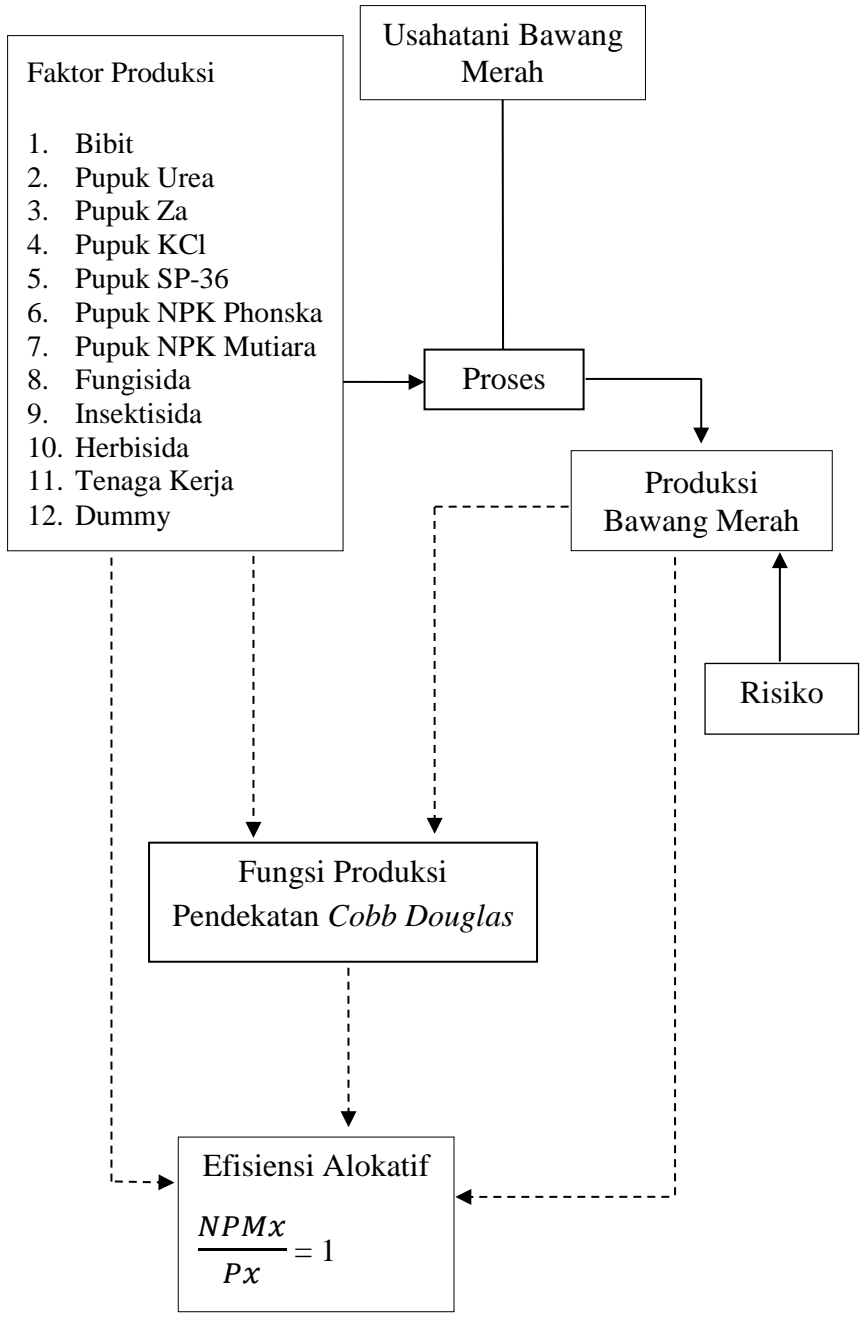 Usahatani Bawang
Merah
Faktor Produksi
1. Bibit
2. Pupuk Urea
3. Pupuk Za
4. Pupuk KCl
5. Pupuk SP-36
6. Pupuk NPK Phonska
7. Pupuk NPK Mutiara
8. Fungisida
9. Insektisida
10. Herbisida
11. Tenaga Kerja
12. Dummy
Proses
Produksi
Bawang Merah
Risiko
Fungsi Produksi
Pendekatan Cobb Douglas
Efisiensi Alokatif
NPMx
Px
= 1